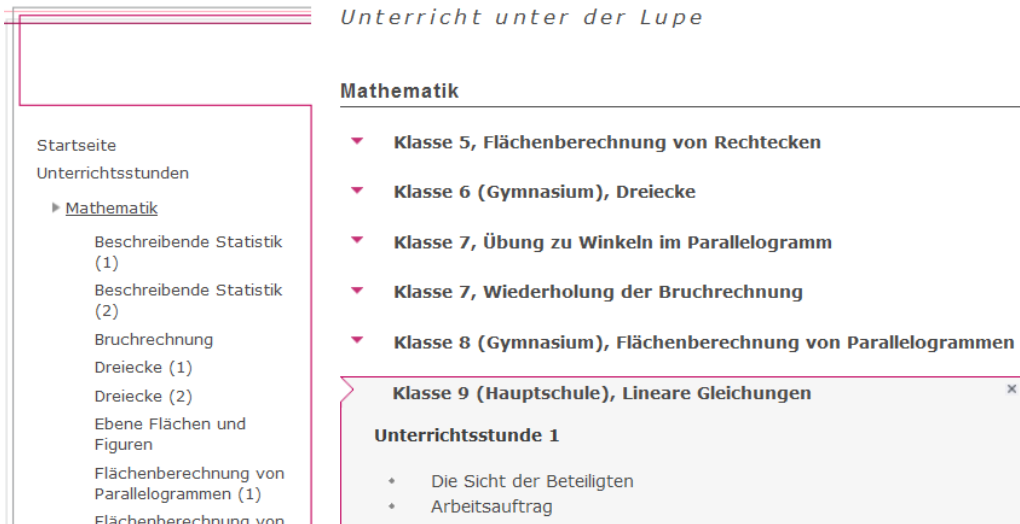 Unterricht unter der Lupe
Startseite
Unterrichtsstunden
Mathematik
Beschreibende Statistik
(1)
Beschreibende Statistik
(2)
Bruchrechnung
Dreiecke (1)
Dreiecke (2)
Ebene Flächen und
Figuren
Flächenberechnung von
Parallelogrammen (1)
Flächenberechnung von
Mathematik
Klasse 5, Flächenberechnung von Rechtecken
Klasse 6 (Gymnasium), Dreiecke
Klasse 7, Übung zu Winkeln im Parallelogramm
Klasse 7, Wiederholung der Bruchrechnung
Klasse 8 (Gymnasium), Flächenberechnung von Parallelogrammen
Klasse 9 (Hauptschule), Lineare Gleichungen
Unterrichtsstunde 1
Die Sicht der Beteiligten
Arbeitsauftrag